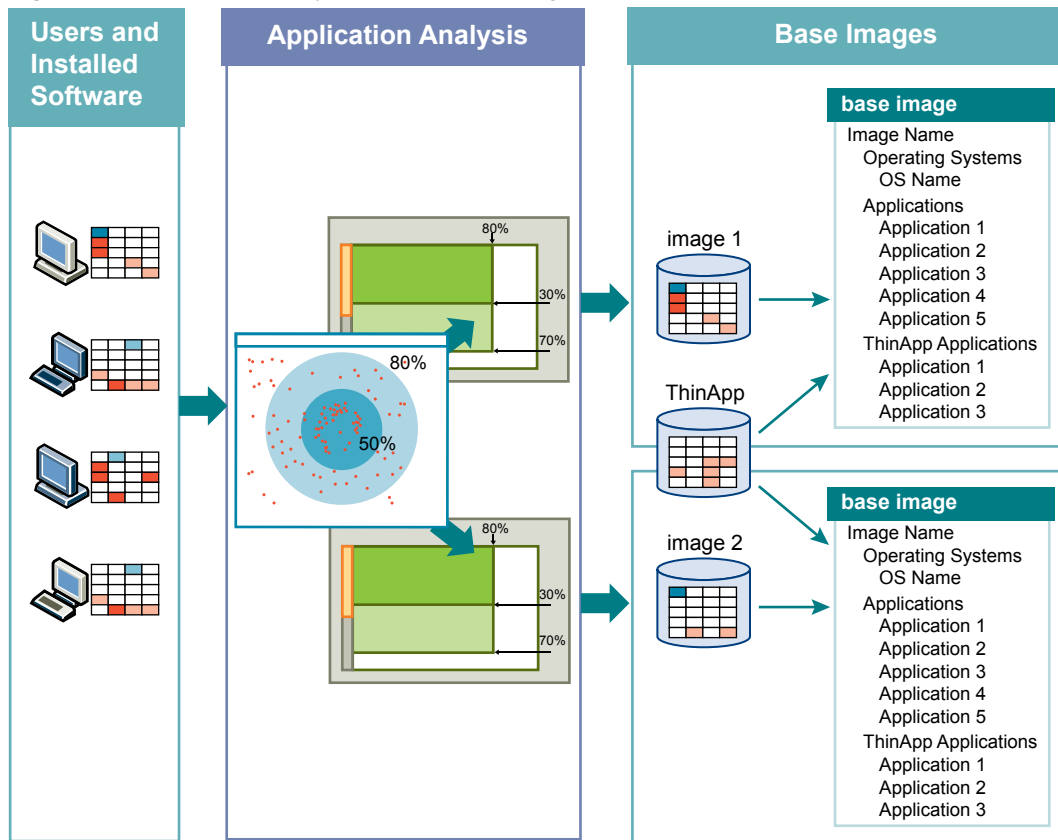 Users and
Installed
Software
Application Analysis
80%
30%
70%
80%
50%
80%
30%
70%
Base Images
image 1
ThinApp
image 2
base image
Image Name
Operating Systems
OS Name
Applications
Application 1
Application 2
Application 3
Application 4
Application 5
ThinApp Applications
Application 1
Application 2
Application 3
base image
Image Name
Operating Systems
OS Name
Applications
Application 1
Application 2
Application 3
Application 4
Application 5
ThinApp Applications
Application 1
Application 2
Application 3